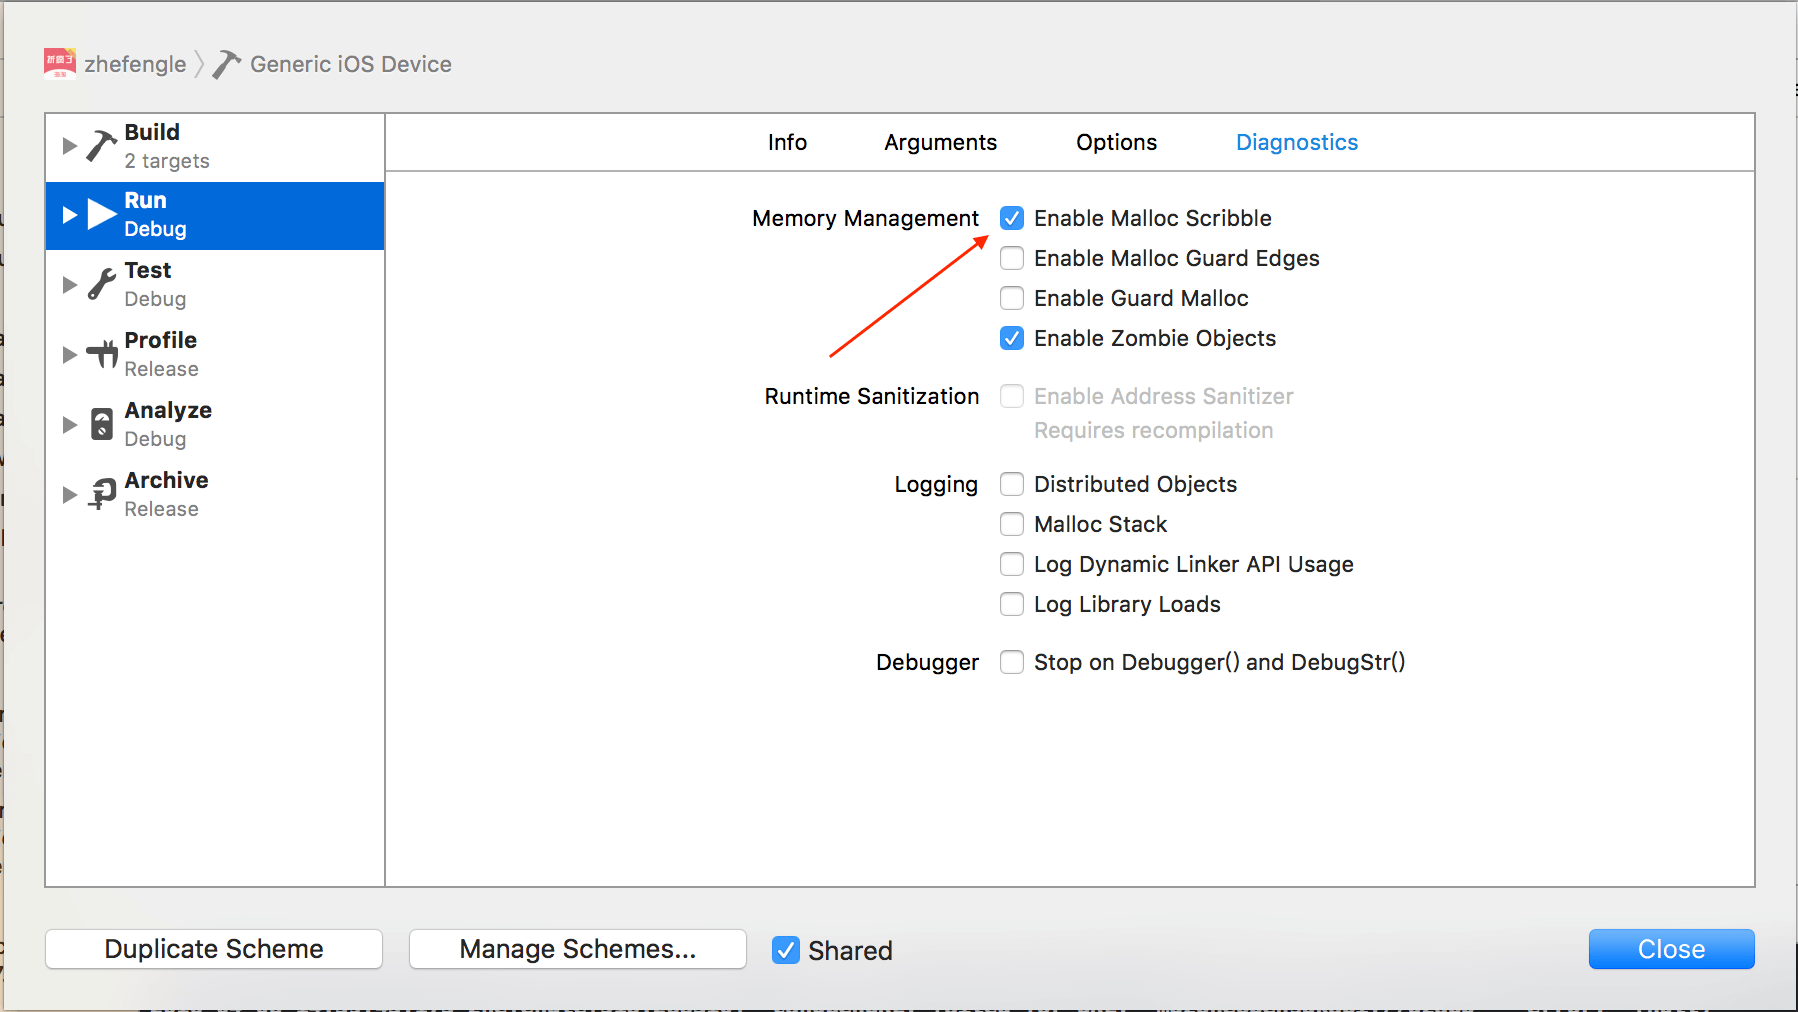 zhefengle
Generic iOS Device
Build
2 targets
Run
Debug
Test
Debug
Profile
Release
Analyze
Debug
Archive
Release
Info Arguments Options Diagnostics
Memory Management Enable Malloc Scribble
Enable Malloc Guard Edges
Enable Guard Malloc
Enable Zombie Objects
Runtime Sanitization Enable Address Sanitizer
Requires recompilation
Logging Distributed Objects
Malloc Stack
Log Dynamic Linker API Usage
Log Library Loads
Debugger Stop on Debugger() and DebugStr()
Duplicate Scheme Manage Schemes... Shared Close